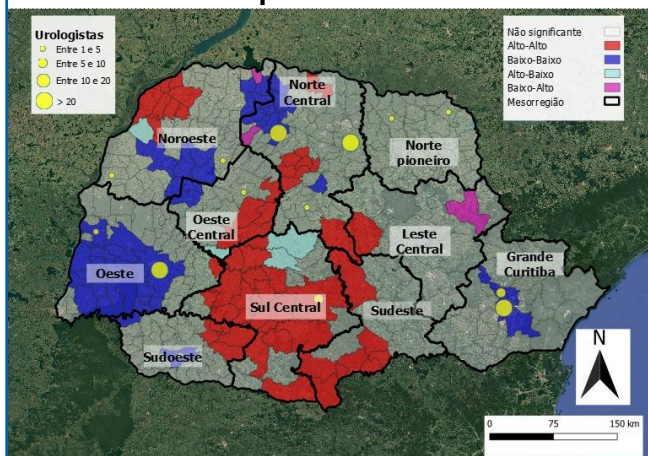 Urologistas
Entre 1 e 5
Entre 5 e 10
Entre 10 e 20
> 20
Não significante
Alto-Alto
Baixo-Baixo
Alto-Baixo
Baixo-Alto
Mesorregião
Norte
Central
Noroeste
Norte
pioneiro
Oeste
Central
Leste
Central
Grande
Curitiba
Oeste
Sul Central
Sudeste
Sudoeste
N
0 75 150 km